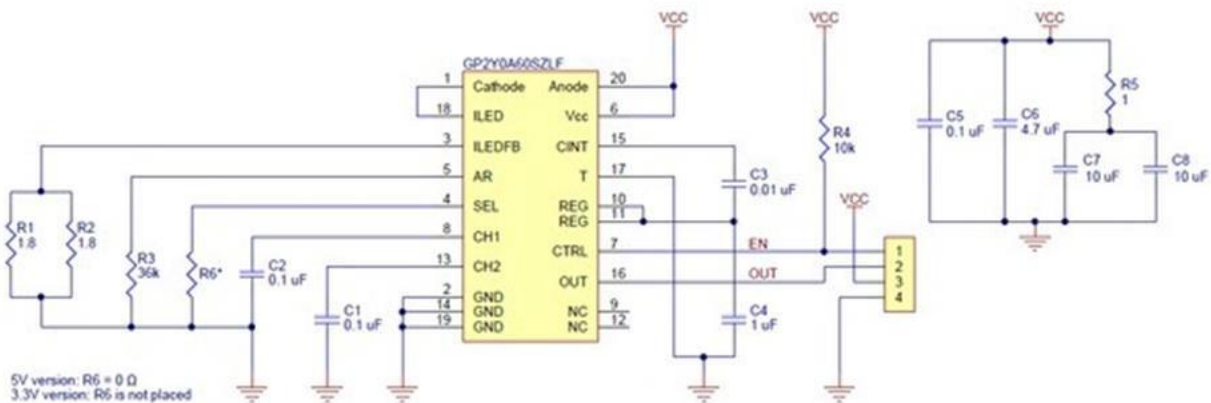 VCC
VCC
VCC
GP2Y0A60SZLF
1 Cathode Anode 20
18 ILED Vcc 6
3 ILEDFB CINT 15
5 AR T 17
4 SEL REG 10
REG 11
8 CH1 CTRL 7
13 CH2 OUT 16
2 GND NC 9
14 GND NC 12
19 GND
R1
1.8
R2
1.8
R3
36k
R6*
C2
0.1 uF
C1
0.1 uF
C3
0.01 uF
C4
1 uF
R4
10k
EN
OUT
VCC
1
2
3
4
C5
0.1 uF
C6
4.7 uF
R5
1
C7
10 uF
C8
10 uF
5V version: R6 = 0 Ω
3.3V version: R6 is not placed